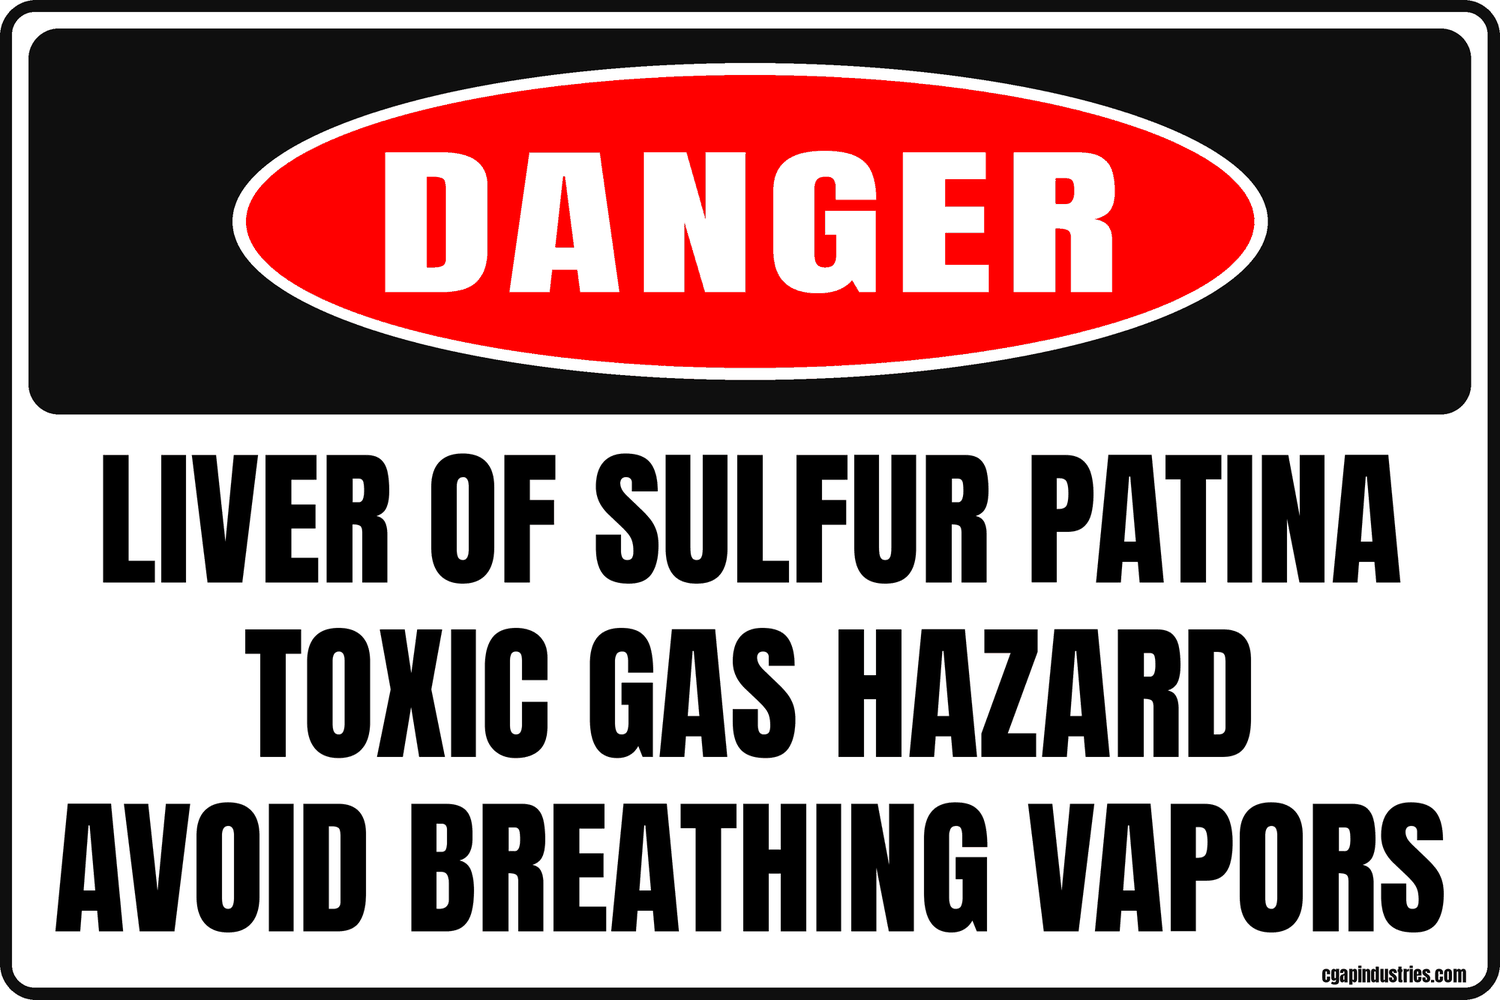 DANGER
LIVER OF SULFUR PATINA
TOXIC GAS HAZARD
AVOID BREATHING VAPORS
cgapindustries.com